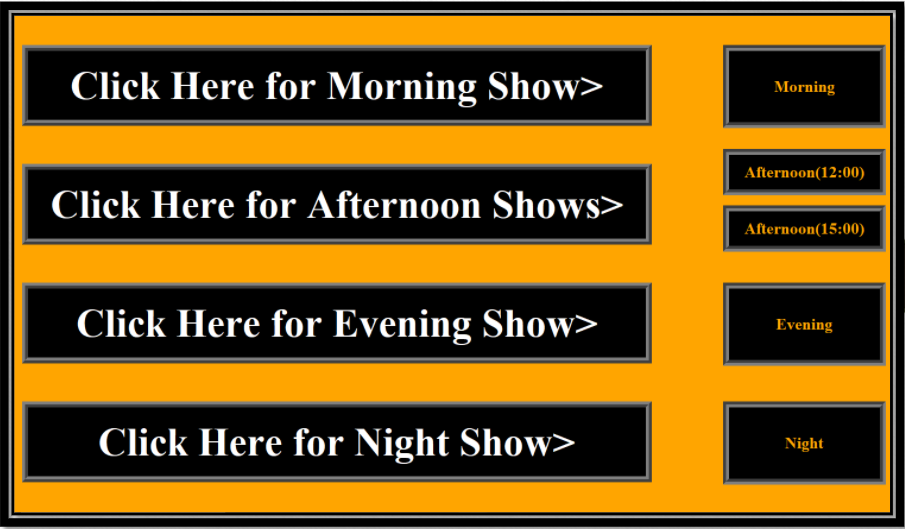 Click Here for Morning Show>
Morning
Click Here for Afternoon Shows>
Afternoon(12:00)
Afternoon(15:00)
Click Here for Evening Show>
Evening
Click Here for Night Show>
Night